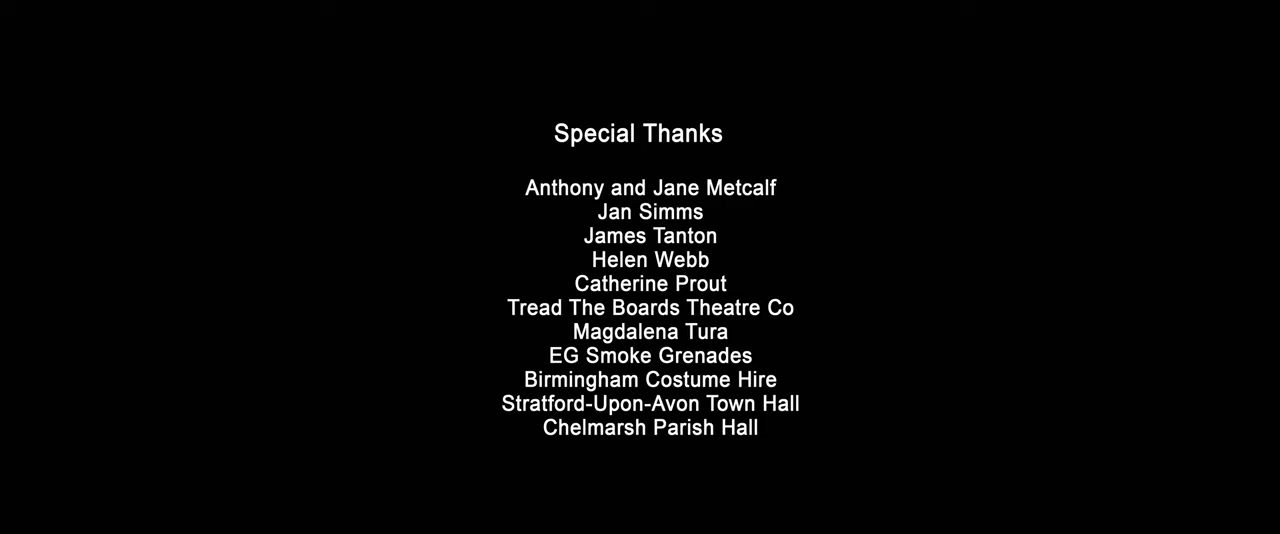 Special Thanks
Anthony and Jane Metcalf
Jan Simms
James Tanton
Helen Webb
Catherine Prout
Tread The Boards Theatre Co
Magdalena Tura
EG Smoke Grenades
Birmingham Costume Hire
Stratford-Upon-Avon Town Hall
Chelmarsh Parish Hall